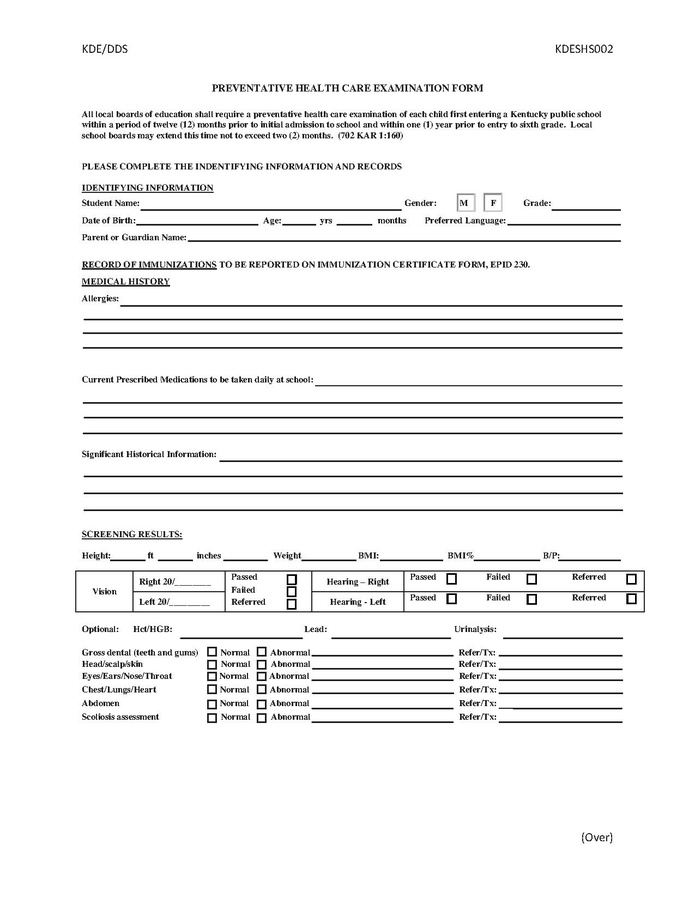 KDE/DDS KDESHS002
PREVENTATIVE HEALTH CARE EXAMINATION FORM
All local boards of education shall require a preventative health care examination of each child first entering a Kentucky public school
within a period of twelve (12) months prior to initial admission to school and within one (1) year prior to entry to sixth grade. Local
school boards may extend this time not to exceed two (2) months. (702 KAR 1:160)
PLEASE COMPLETE THE INDENTIFYING INFORMATION AND RECORDS
IDENTIFYING INFORMATION
Student Name: Gender: M F Grade:
Date of Birth: Age: yrs months Preferred Language:
Parent or Guardian Name:
RECORD OF IMMUNIZATIONS TO BE REPORTED ON IMMUNIZATION CERTIFICATE FORM, EPID 230.
MEDICAL HISTORY
Allergies:
Current Prescribed Medications to be taken daily at school:
Significant Historical Information:
SCREENING RESULTS:
Height: ft inches Weight BMI: BMI% B/P:
Vision Right 20/ Passed Hearing – Right Passed Failed Referred
Failed
Left 20/ Referred Hearing - Left Passed Failed Referred
Optional: Hct/HGB: Lead: Urinalysis:
Gross dental (teeth and gums) Normal Abnormal Refer/Tx:
Head/scalp/skin Normal Abnormal Refer/Tx:
Eyes/Ears/Nose/Throat Normal Abnormal Refer/Tx:
Chest/Lungs/Heart Normal Abnormal Refer/Tx:
Abdomen Normal Abnormal Refer/Tx:
Scoliosis assessment Normal Abnormal Refer/Tx:
(Over)